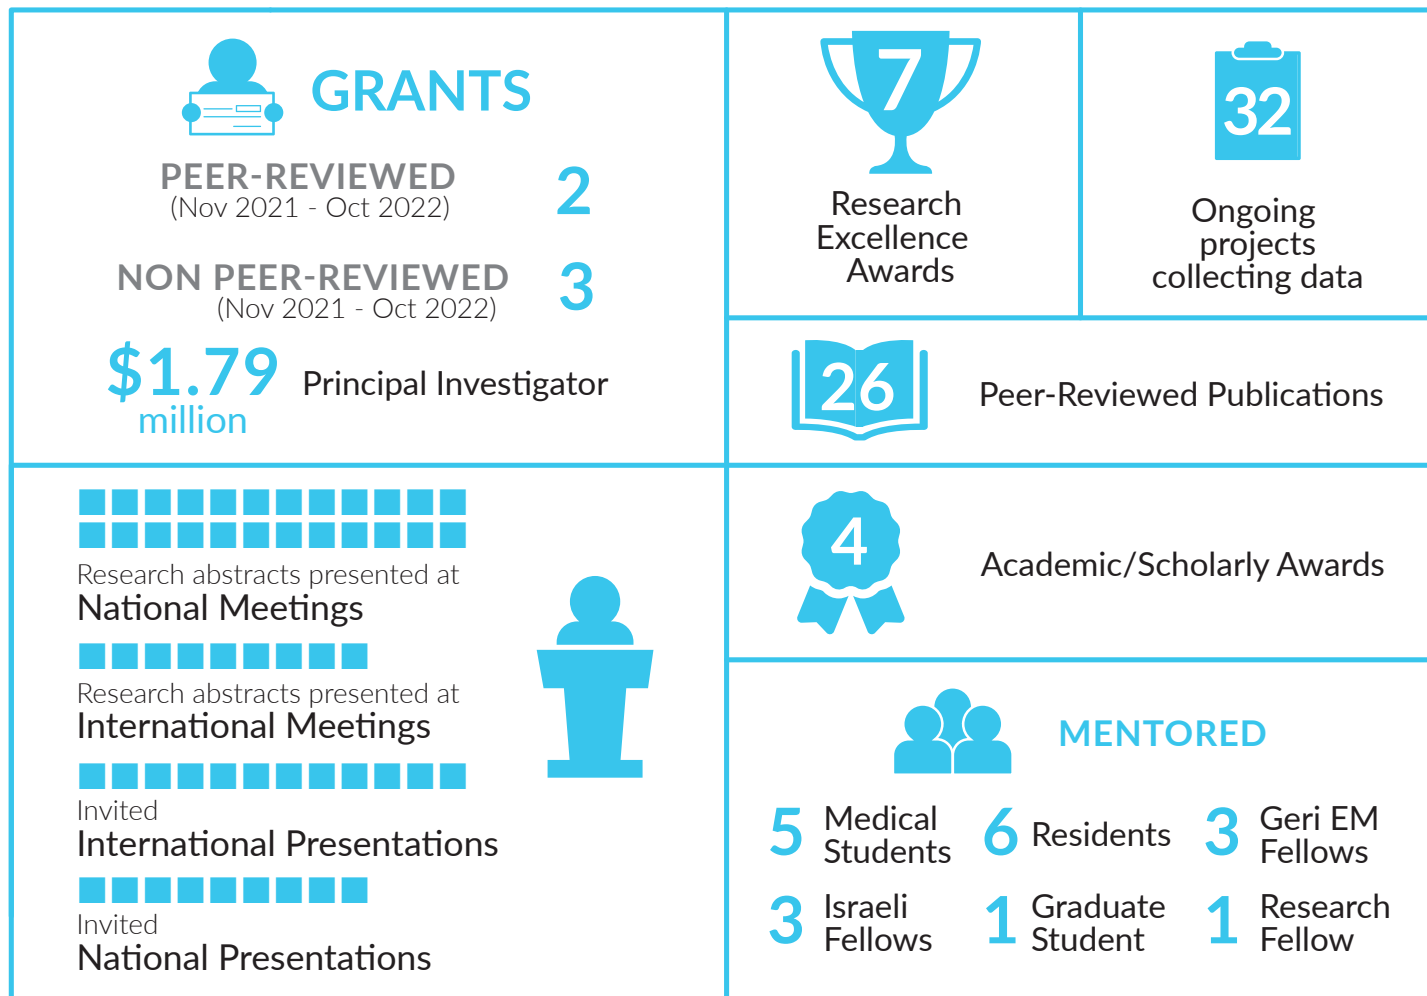 GRANTS
PEER-REVIEWED
(Nov 2021 - Oct 2022)
2
NON PEER-REVIEWED
(Nov 2021 - Oct 2022)
3
$1.79
million
Principal Investigator
7
Research
Excellence
Awards
32
Ongoing
projects
collecting data
26
Peer-Reviewed Publications
Research abstracts presented at
National Meetings
Research abstracts presented at
International Meetings
Invited
International Presentations
Invited
National Presentations
4
Academic/Scholarly Awards
MENTORED
5
Medical
Students
6
Residents
3
Geri EM
Fellows
3
Israeli
Fellows
1
Graduate
Student
1
Research
Fellow